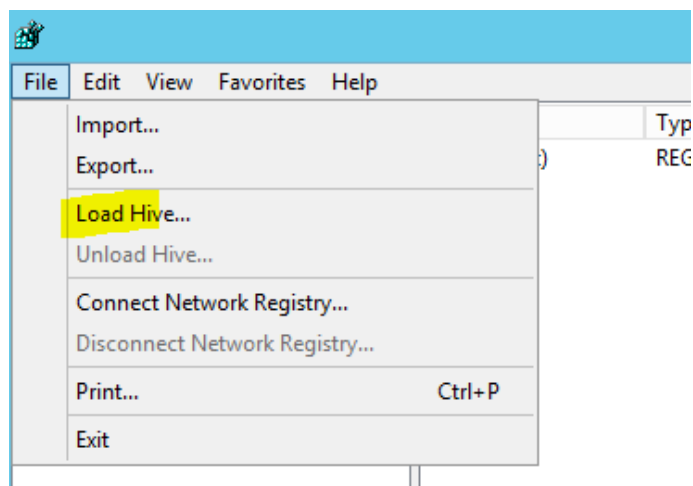 File Edit View Favorites Help
Import...
Export...
Load Hive...
Unload Hive...
Connect Network Registry...
Disconnect Network Registry...
Print... Ctrl+P
Exit
Typ
:) REG